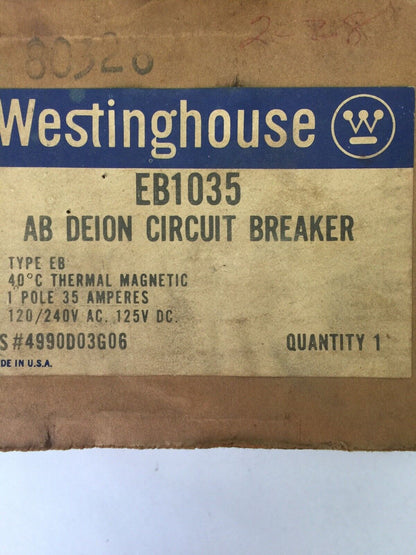 80328
Westinghouse
EB1035
AB DEION CIRCUIT BREAKER
TYPE EB
40°C THERMAL MAGNETIC
1 POLE 35 AMPERES
120/240V AC. 125V DC.
S#4990D03G06 QUANTITY 1
DE IN U.S.A.